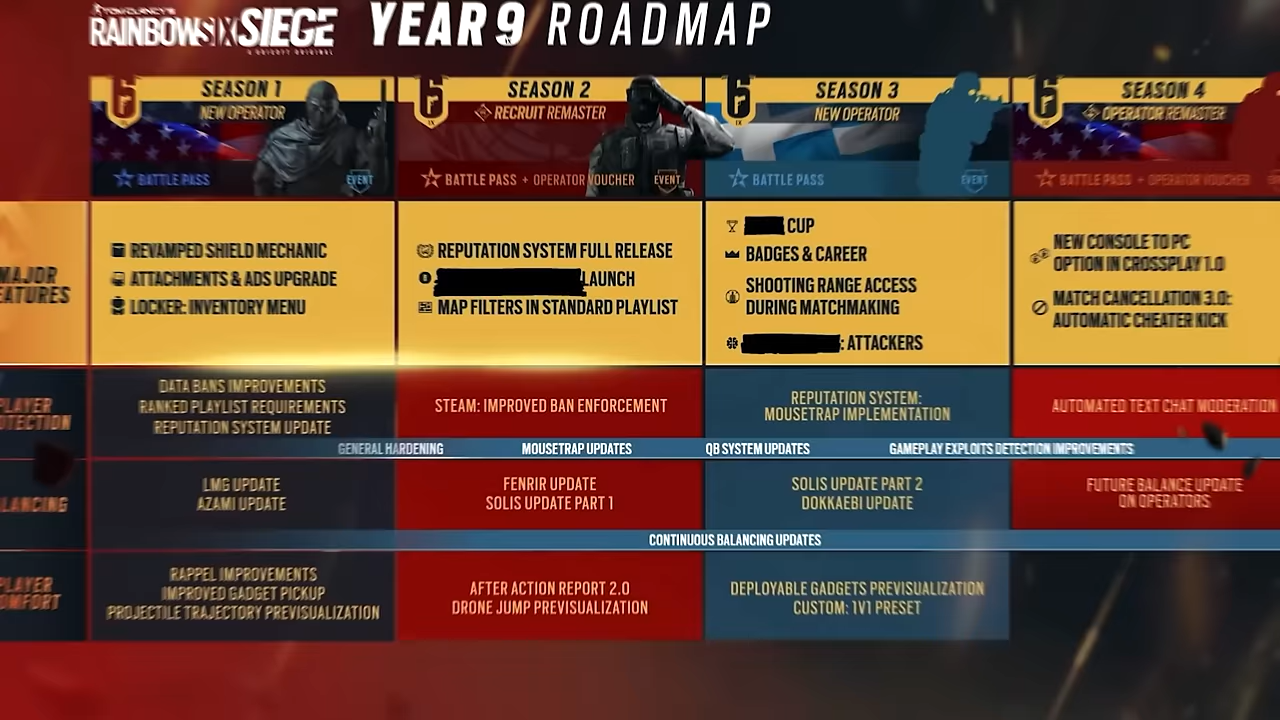 TOM CLANCY'S
RAINBOWSIX SIEGE YEAR 9 ROADMAP
SEASON 1
NEW OPERATOR
BATTLE PASS
EVENT
SEASON 2
RECRUIT REMASTER
BATTLE PASS + OPERATOR VOUCHER
EVENT
SEASON 3
NEW OPERATOR
BATTLE PASS
EVENT
SEASON 4
OPERATOR REMASTER
BATTLE PASS + OPERATOR VOUCHER
MAJOR
EATURES
REVAMPED SHIELD MECHANIC
ATTACHMENTS & ADS UPGRADE
LOCKER: INVENTORY MENU
REPUTATION SYSTEM FULL RELEASE
LAUNCH
MAP FILTERS IN STANDARD PLAYLIST
CUP
BADGES & CAREER
SHOOTING RANGE ACCESS
DURING MATCHMAKING
: ATTACKERS
NEW CONSOLE TO PC
OPTION IN CROSSPLAY 1.0
MATCH CANCELLATION 3.0:
AUTOMATIC CHEATER KICK
PLAYER
OTECTION
DATA BANS IMPROVEMENTS
RANKED PLAYLIST REQUIREMENTS
REPUTATION SYSTEM UPDATE
STEAM: IMPROVED BAN ENFORCEMENT
REPUTATION SYSTEM:
MOUSETRAP IMPLEMENTATION
AUTOMATED TEXT CHAT MODERATION
GENERAL HARDENING MOUSETRAP UPDATES QB SYSTEM UPDATES GAMEPLAY EXPLOITS DETECTION IMPROVEMENTS
LANCING
LMG UPDATE
AZAMI UPDATE
FENRIR UPDATE
SOLIS UPDATE PART 1
SOLIS UPDATE PART 2
DOKKAEBI UPDATE
FUTURE BALANCE UPDATE
ON OPERATORS
CONTINUOUS BALANCING UPDATES
PLAYER
OMFORT
RAPPEL IMPROVEMENTS
IMPROVED GADGET PICKUP
PROJECTILE TRAJECTORY PREVISUALIZATION
AFTER ACTION REPORT 2.0
DRONE JUMP PREVISUALIZATION
DEPLOYABLE GADGETS PREVISUALIZATION
CUSTOM: 1V1 PRESET